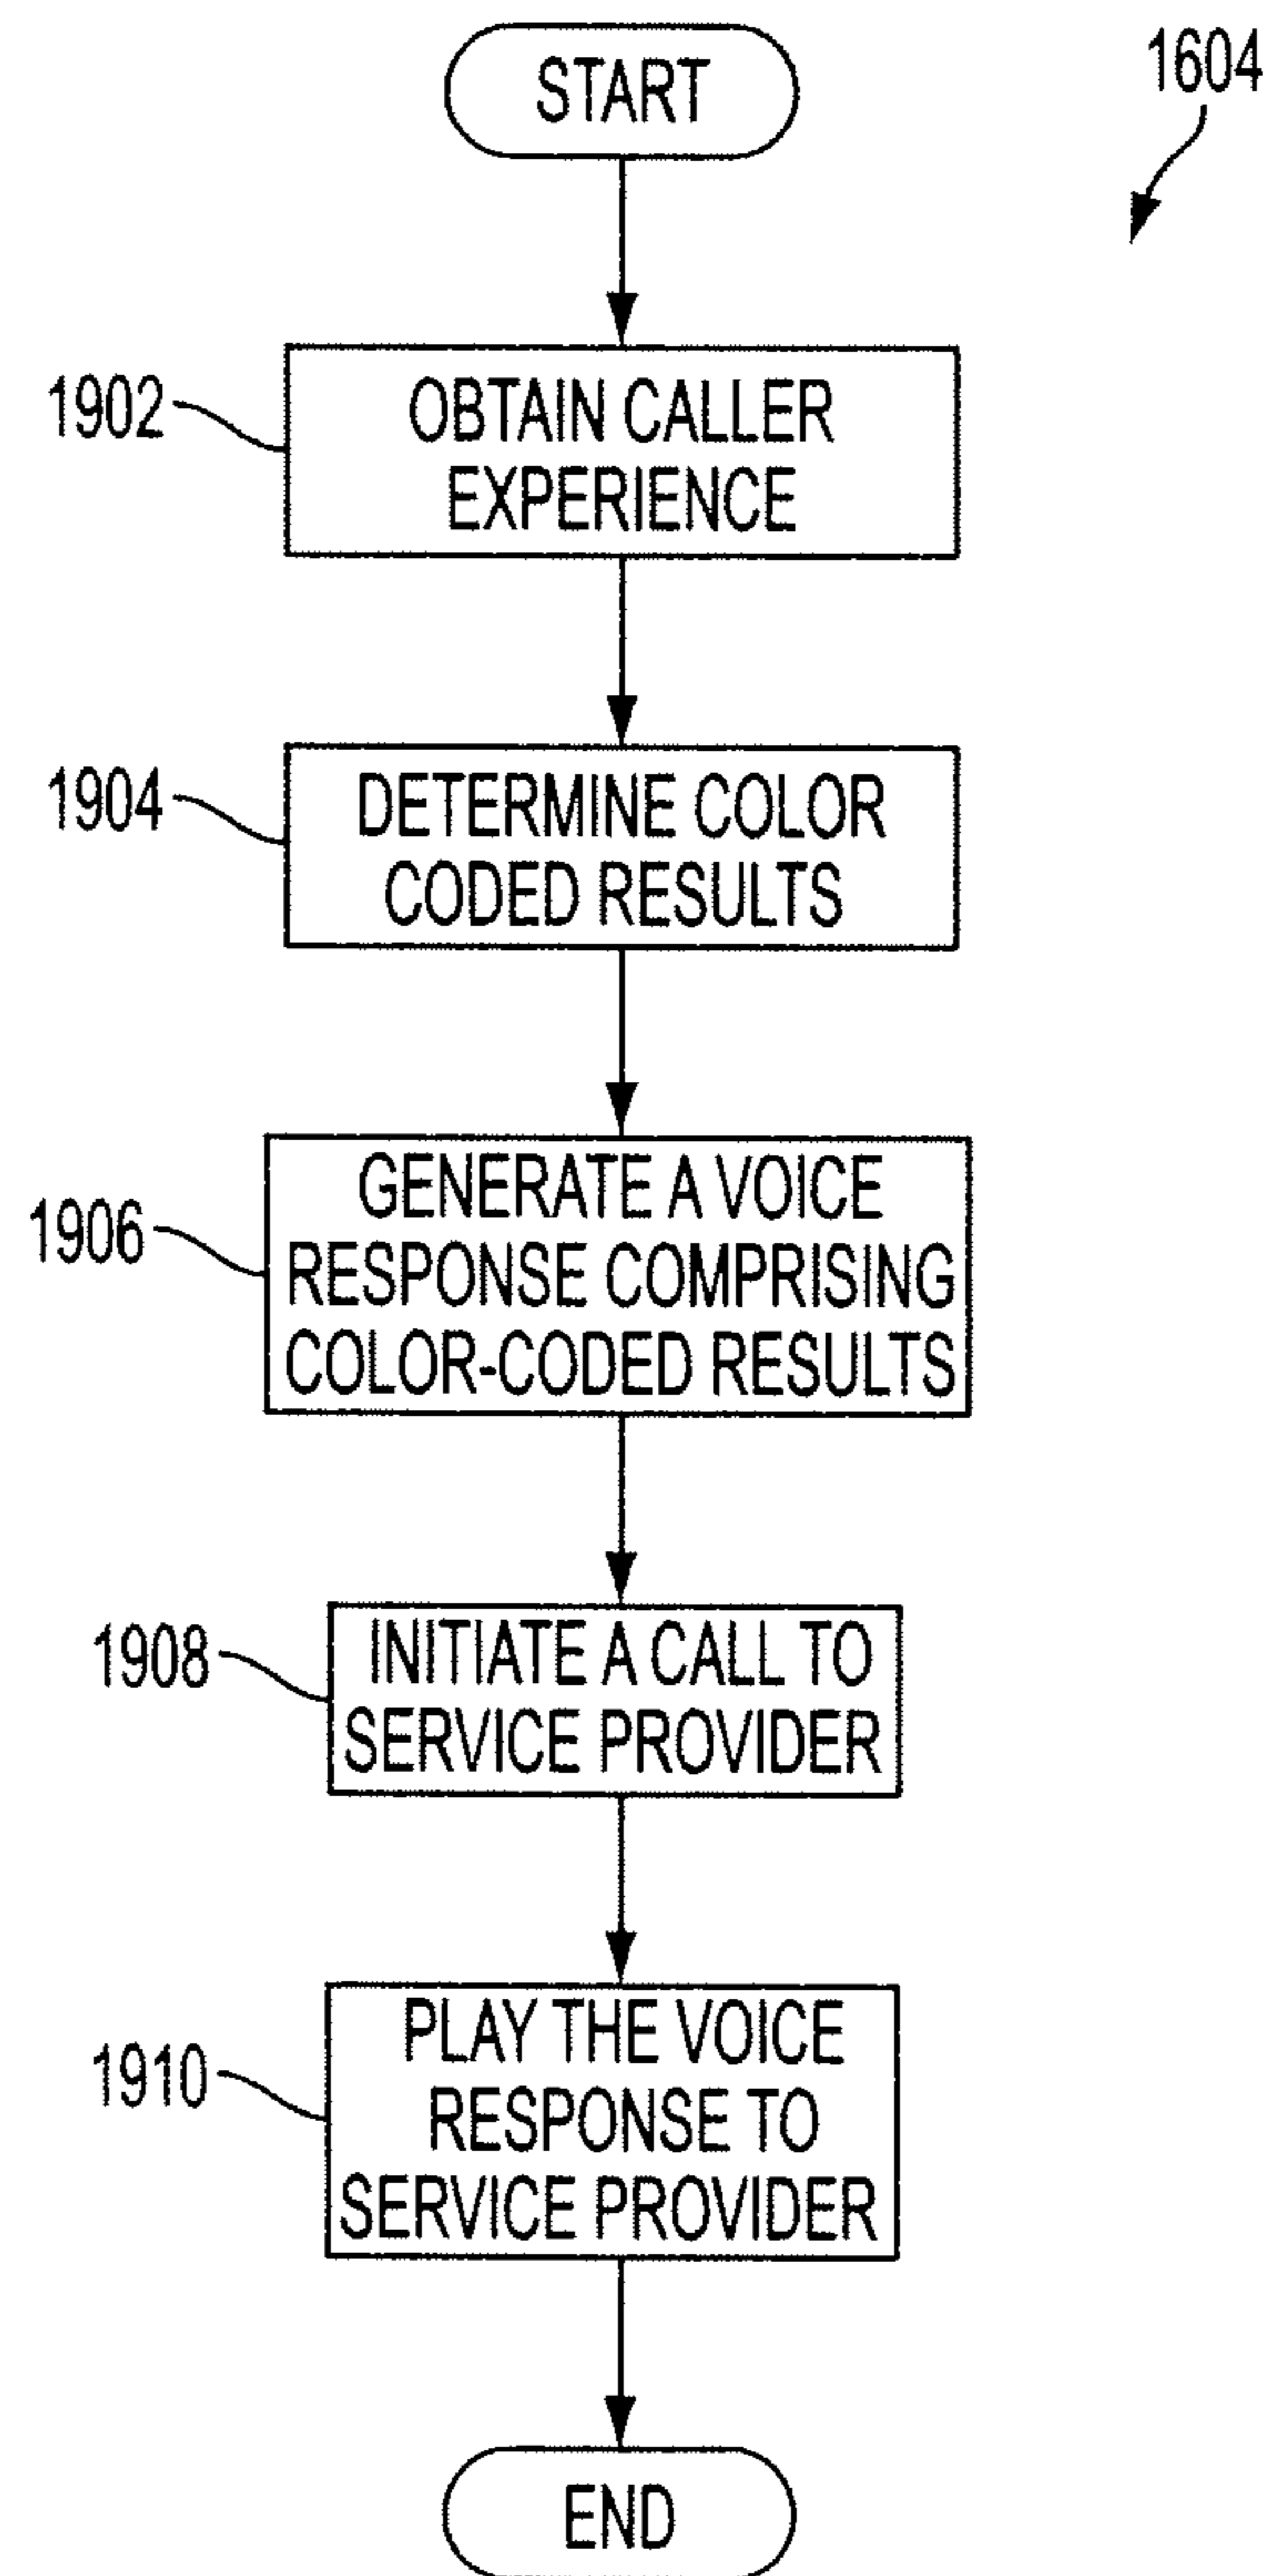 START
1604
1902
OBTAIN CALLER
EXPERIENCE
1904
DETERMINE COLOR
CODED RESULTS
1906
GENERATE A VOICE
RESPONSE COMPRISING
COLOR-CODED RESULTS
1908
INITIATE A CALL TO
SERVICE PROVIDER
1910
PLAY THE VOICE
RESPONSE TO
SERVICE PROVIDER
END